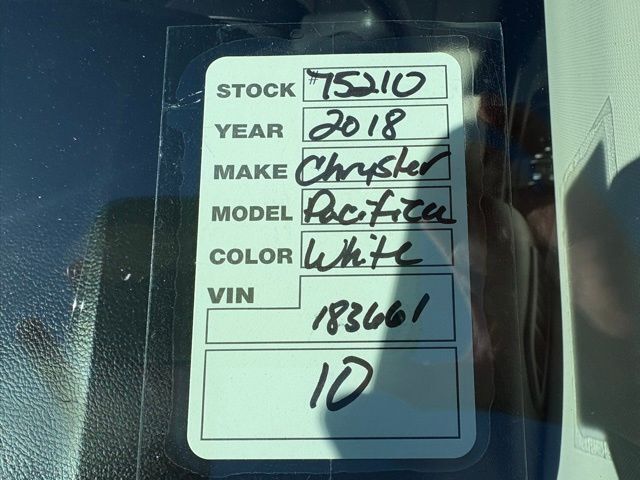 STOCK #75210
YEAR 2018
MAKE Chrysler
MODEL Pacifica
COLOR White
VIN
183661
10